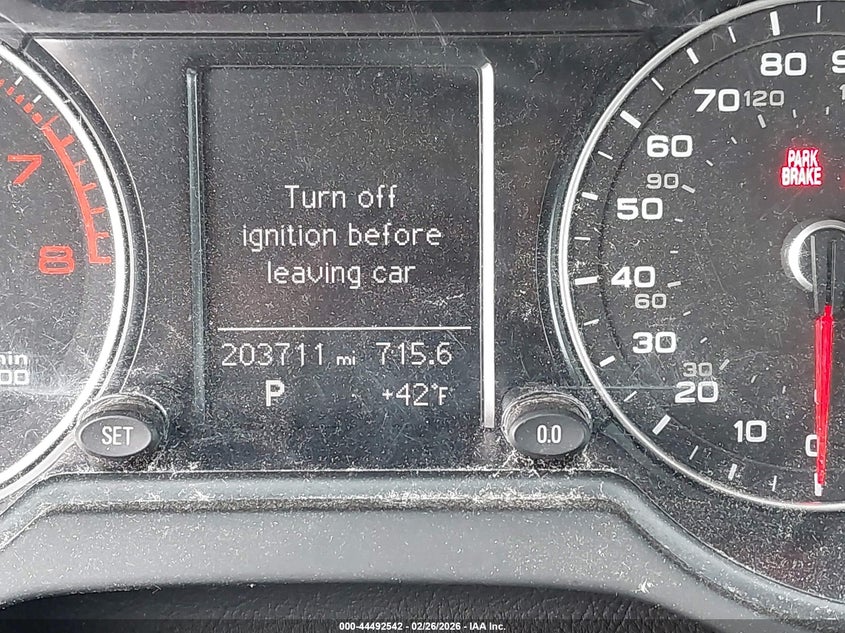 Turn off
ignition before
leaving car
203711 mi 715.6
P +42°F
SET
0.0
7
8
80
70 120
60
90
50
40
60
30
30
20
10
0
PARK
BRAKE
000-44492542 - 02/26/2026 - IAA Inc.